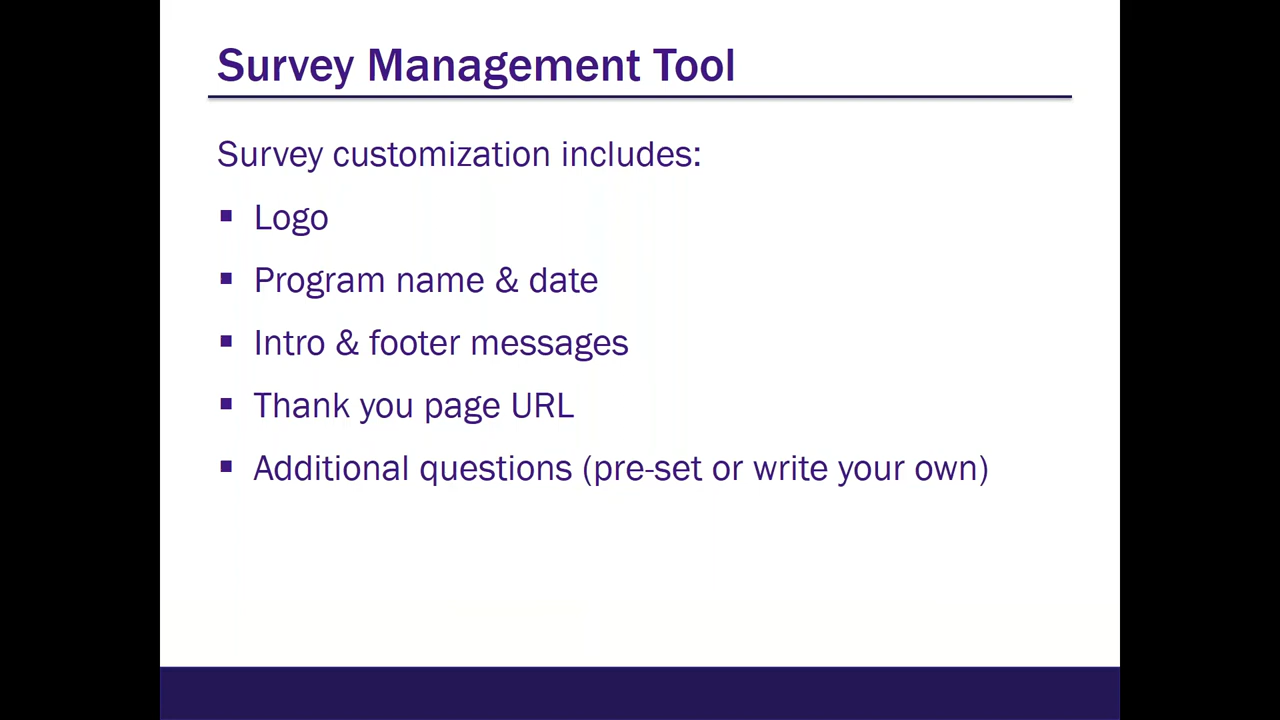 Survey Management Tool
Survey customization includes:
▪ Logo
▪ Program name & date
▪ Intro & footer messages
▪ Thank you page URL
▪ Additional questions (pre-set or write your own)